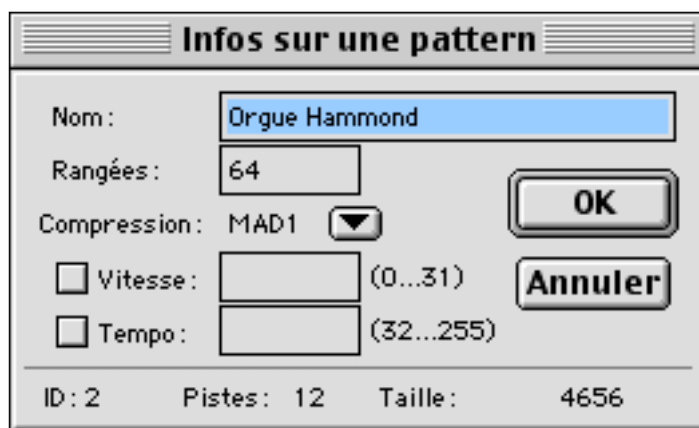 Infos sur une pattern
Nom : Orgue Hammond
Rangées : 64
OK
Compression : MAD1
Vitesse : (0...31)
Annuler
Tempo : (32...255)
ID : 2 Pistes : 12 Taille : 4656